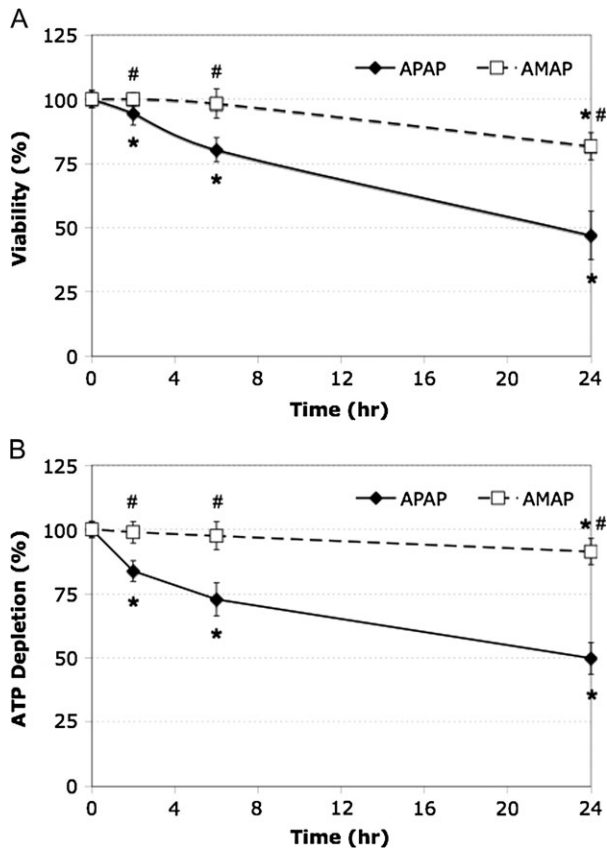 A
125
100
75
50
25
0
Viability (%)
APAP
AMAP
#
#
* #
*
*
*
0 4 8 12 16 20 24
Time (hr)
B
125
100
75
50
25
0
ATP Depletion (%)
APAP
AMAP
#
#
* #
*
*
*
0 4 8 12 16 20 24
Time (hr)